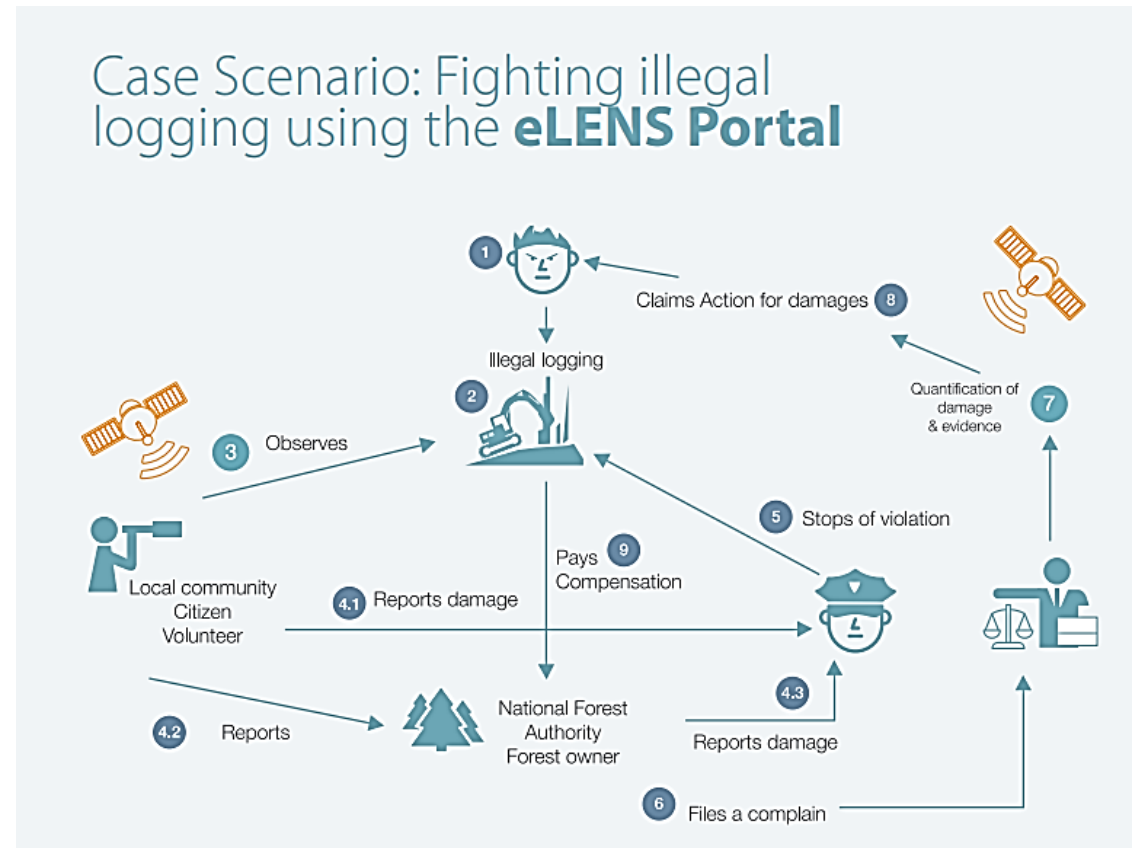 Case Scenario: Fighting illegal
logging using the eLENS Portal
1
Claims Action for damages 8
Illegal logging
2
Quantification of
damage
& evidence
7
3 Observes
5 Stops of violation
Pays 9
Compensation
Local community
Citizen
Volunteer
4.1 Reports damage
4.2 Reports
National Forest
Authority
Forest owner
4.3
Reports damage
6 Files a complain